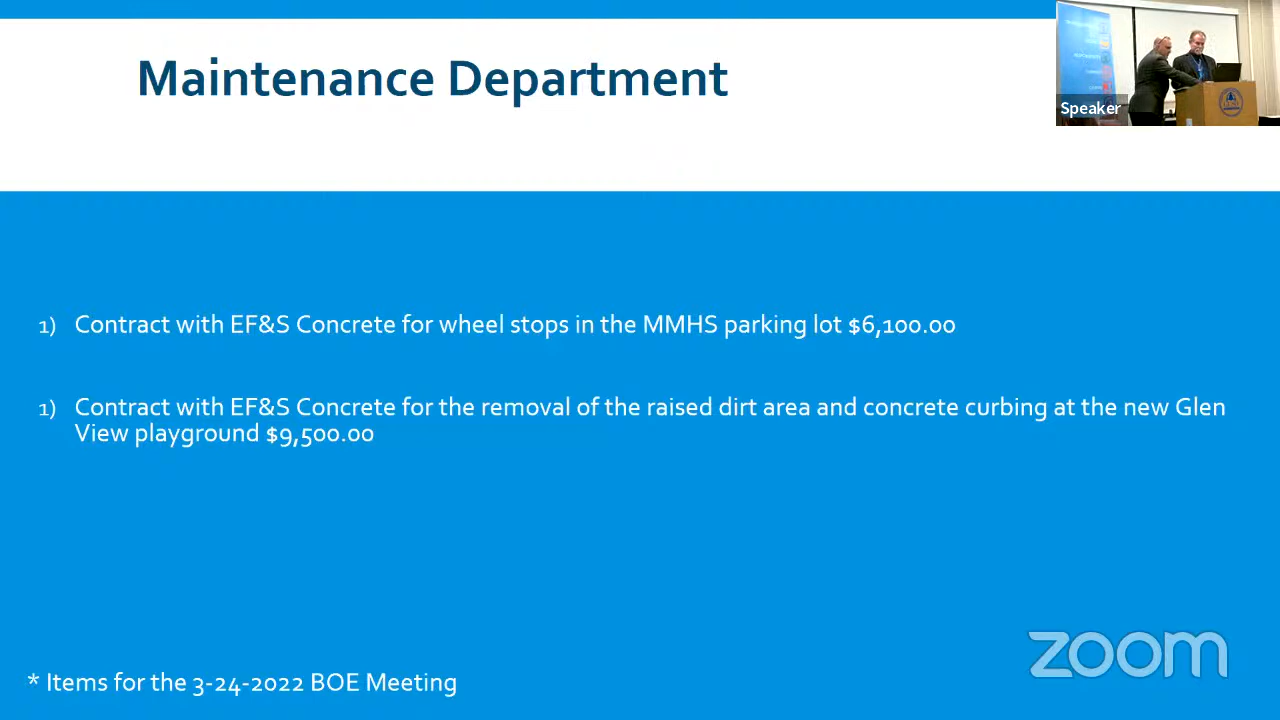 Maintenance Department
Speaker
1) Contract with EF&S Concrete for wheel stops in the MMHS parking lot $6,100.00
1) Contract with EF&S Concrete for the removal of the raised dirt area and concrete curbing at the new Glen
View playground $9,500.00
* Items for the 3-24-2022 BOE Meeting
zoom